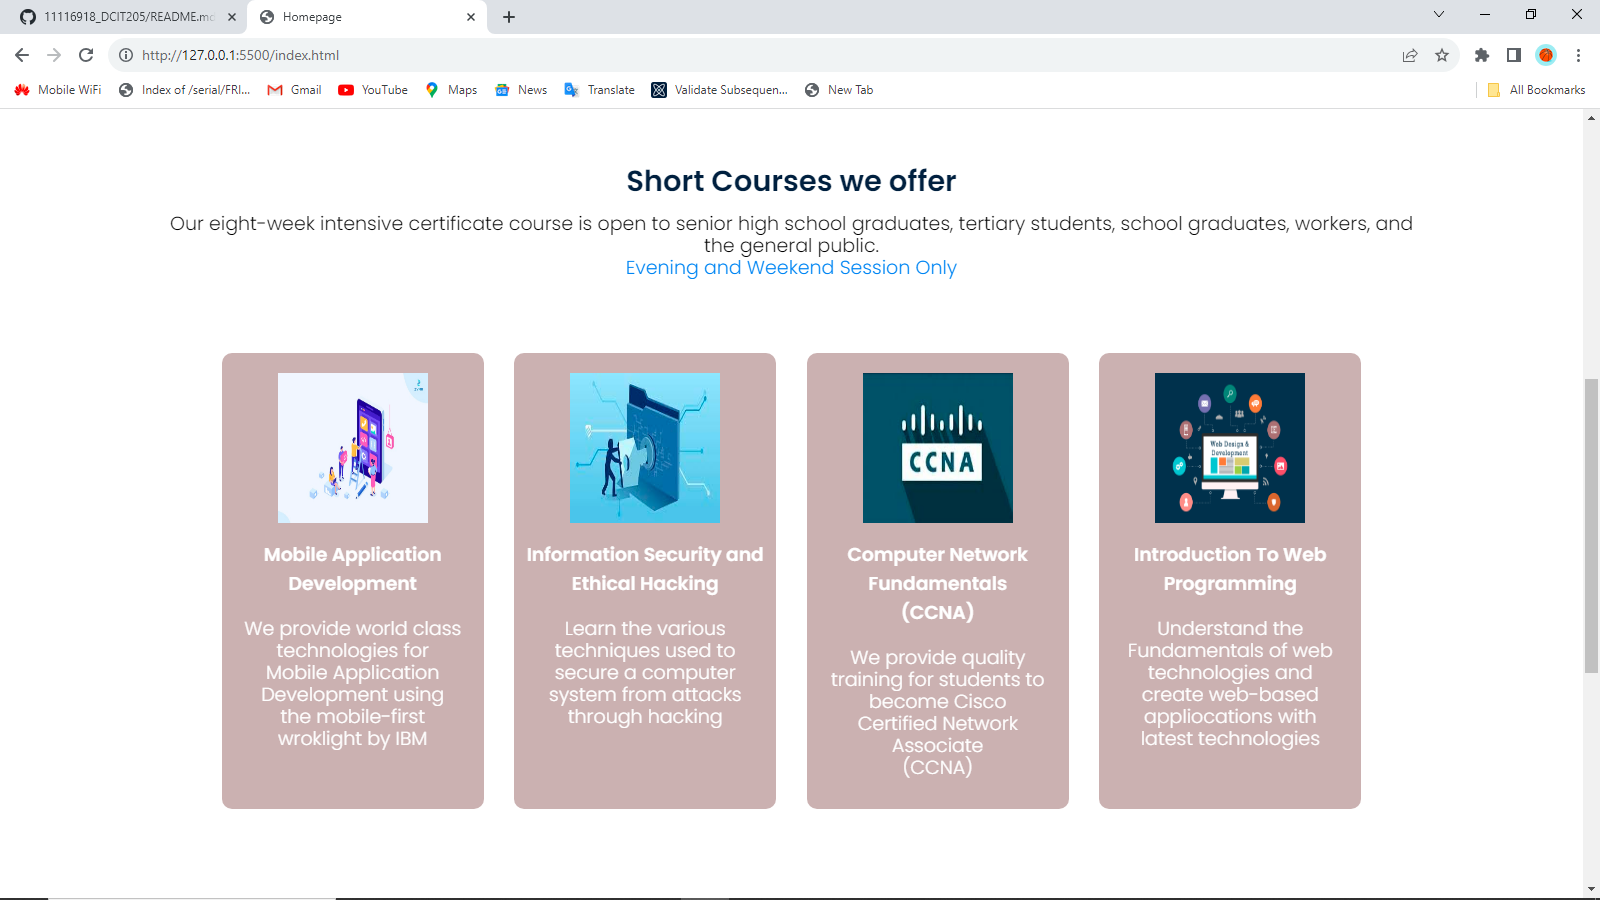 11116918_DCIT205/README.md
Homepage
http://127.0.0.1:5500/index.html
Mobile WiFi
Index of /serial/FRI...
Gmail
YouTube
Maps
News
Translate
Validate Subsequen...
New Tab
All Bookmarks
Short Courses we offer
Our eight-week intensive certificate course is open to senior high school graduates, tertiary students, school graduates, workers, and
the general public.
Evening and Weekend Session Only
CCNA
Web Design &
Development
Mobile Application
Development
We provide world class
technologies for
Mobile Application
Development using
the mobile-first
wroklight by IBM
Information Security and
Ethical Hacking
Learn the various
techniques used to
secure a computer
system from attacks
through hacking
Computer Network
Fundamentals
(CCNA)
We provide quality
training for students to
become Cisco
Certified Network
Associate
(CCNA)
Introduction To Web
Programming
Understand the
Fundamentals of web
technologies and
create web-based
appliocations with
latest technologies